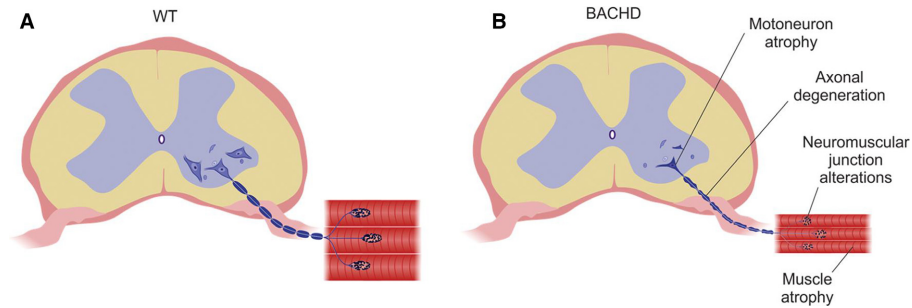 A
WT
B
BACHD
Motoneuron
atrophy
Axonal
degeneration
Neuromuscular
junction
alterations
Muscle
atrophy